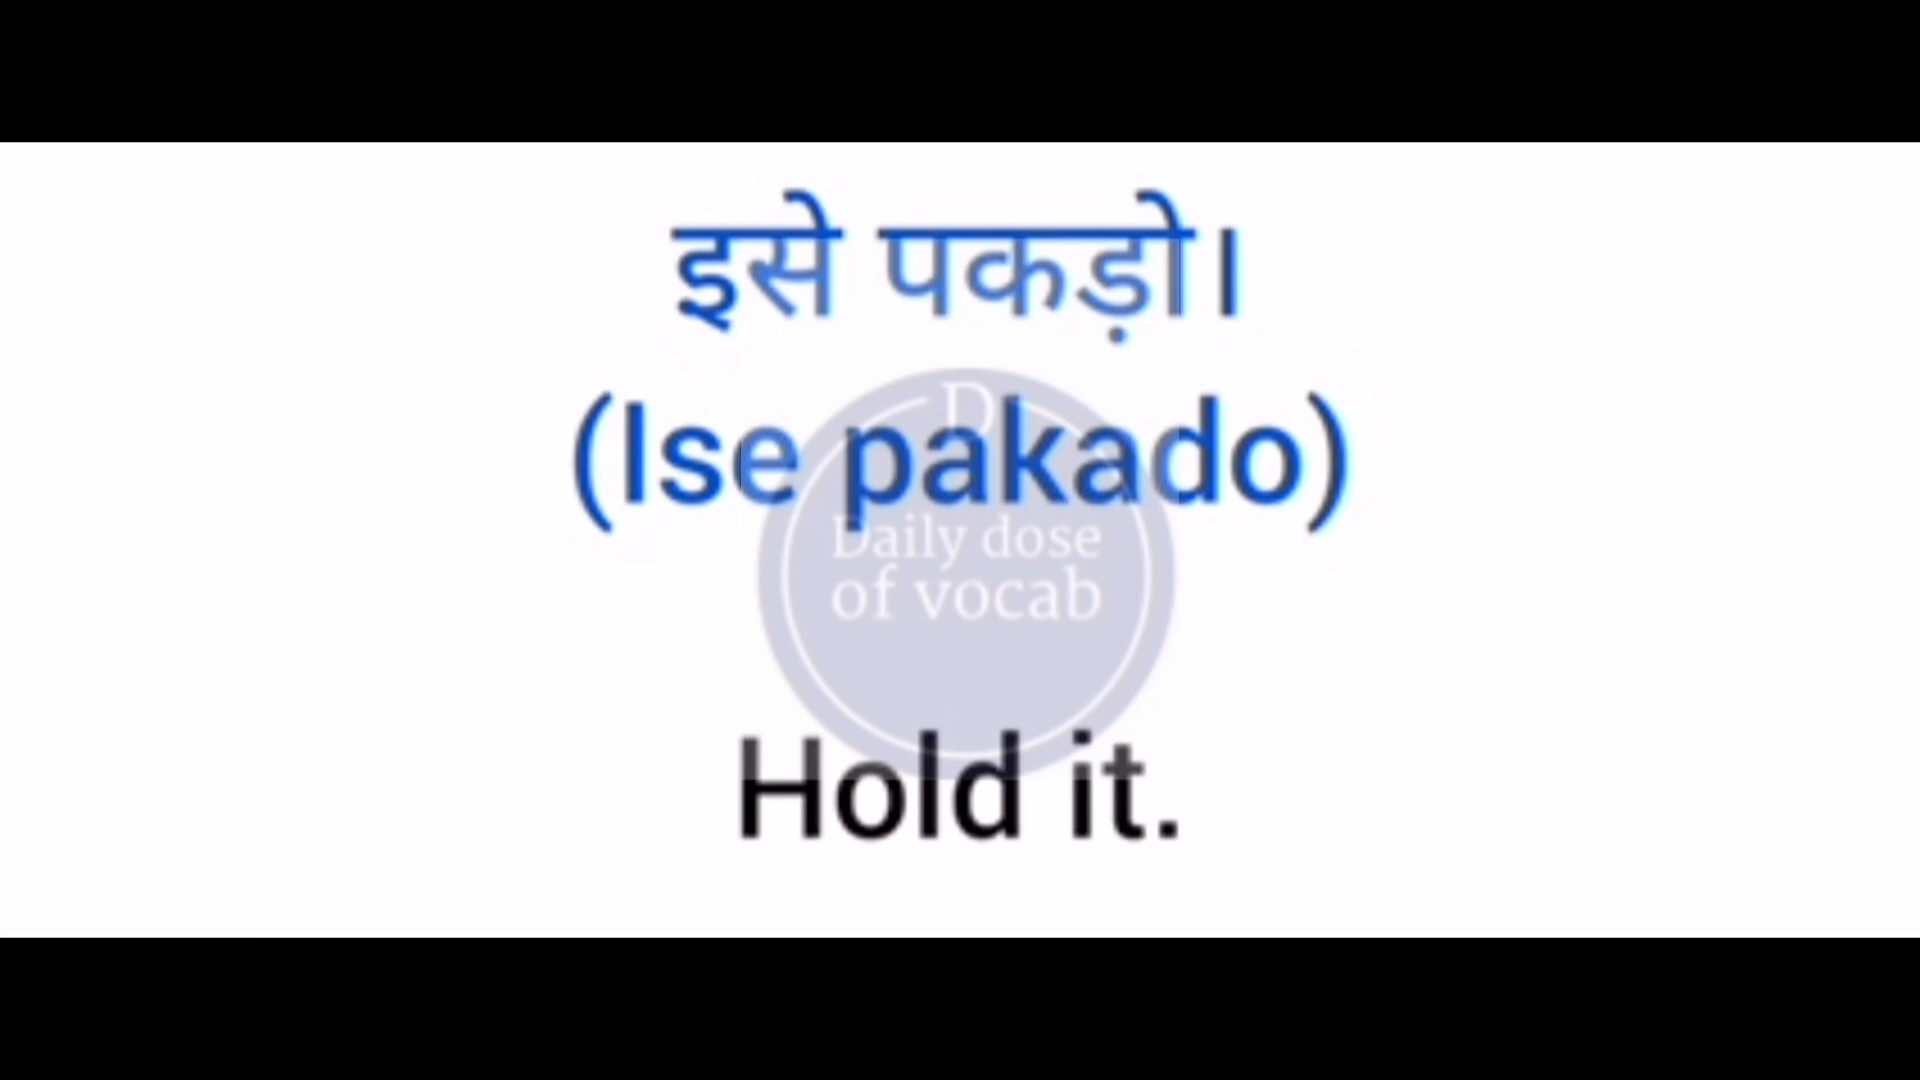 इसे पकड़ो।
(Ise pakado)
D
Daily dose
of vocab
Hold it.